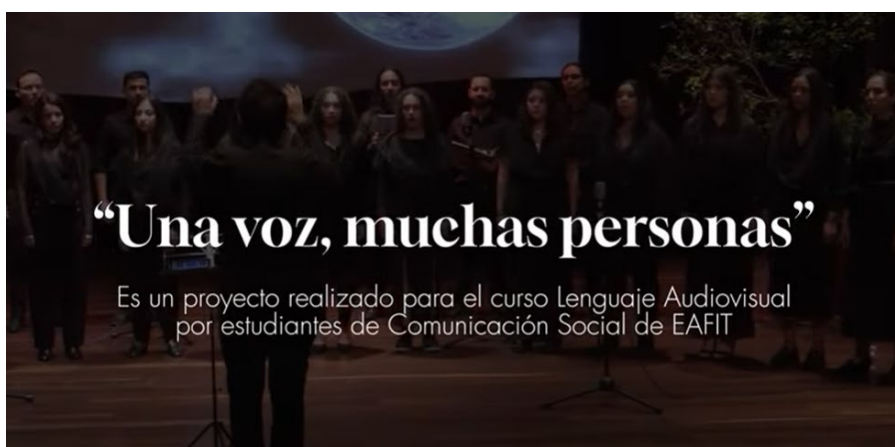 “Una voz, muchas personas”
Es un proyecto realizado para el curso Lenguaje Audiovisual
por estudiantes de Comunicación Social de EAFIT